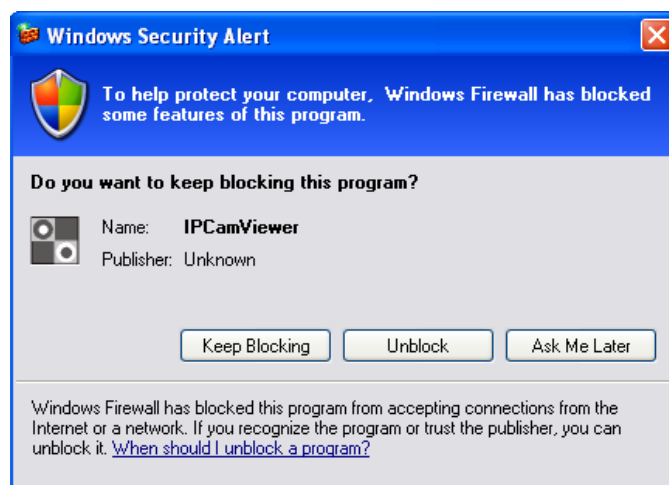 Windows Security Alert
To help protect your computer, Windows Firewall has blocked
some features of this program.
Do you want to keep blocking this program?
Name: IPCamViewer
Publisher: Unknown
Keep Blocking Unblock Ask Me Later
Windows Firewall has blocked this program from accepting connections from the
Internet or a network. If you recognize the program or trust the publisher, you can
unblock it. When should I unblock a program?